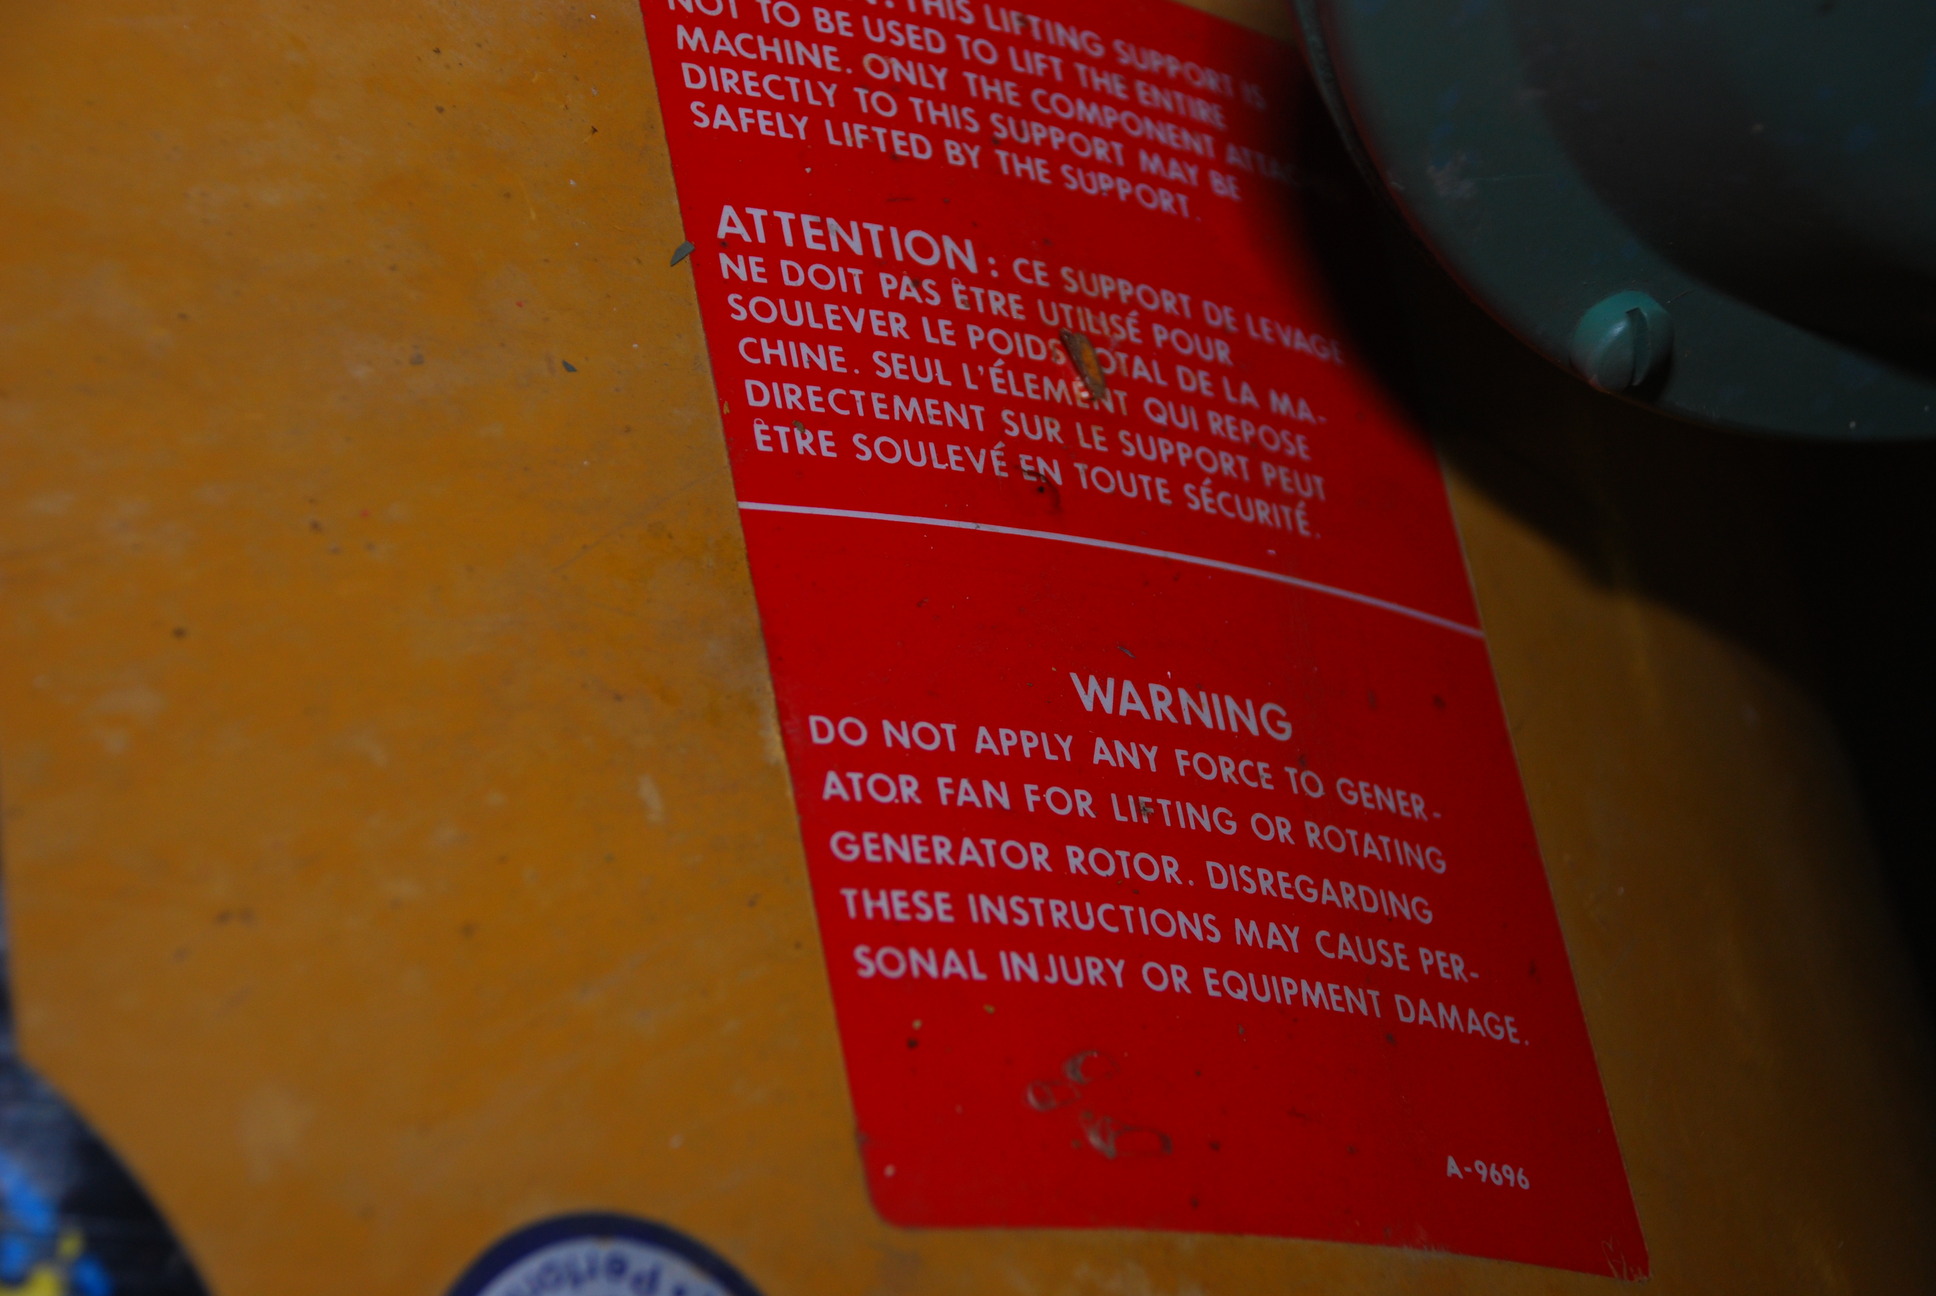 : THIS LIFTING SUPPORT IS
NOT TO BE USED TO LIFT THE ENTIRE
MACHINE. ONLY THE COMPONENT
DIRECTLY TO THIS SUPPORT MAY BE
SAFELY LIFTED BY THE SUPPORT.
ATTENTION : CE SUPPORT DE LEVAGE
NE DOIT PAS ÊTRE UTILISÉ POUR
SOULEVER LE POIDS OTAL DE LA MA-
CHINE. SEUL L'ÉLEMENT QUI REPOSE
DIRECTEMENT SUR LE SUPPORT PEUT
ÊTRE SOULEVÉ EN TOUTE SÉCURITÉ.
WARNING
DO NOT APPLY ANY FORCE TO GENER-
ATOR FAN FOR LIFTING OR ROTATING
GENERATOR ROTOR. DISREGARDING
THESE INSTRUCTIONS MAY CAUSE PER-
SONAL INJURY OR EQUIPMENT DAMAGE.
A-9696